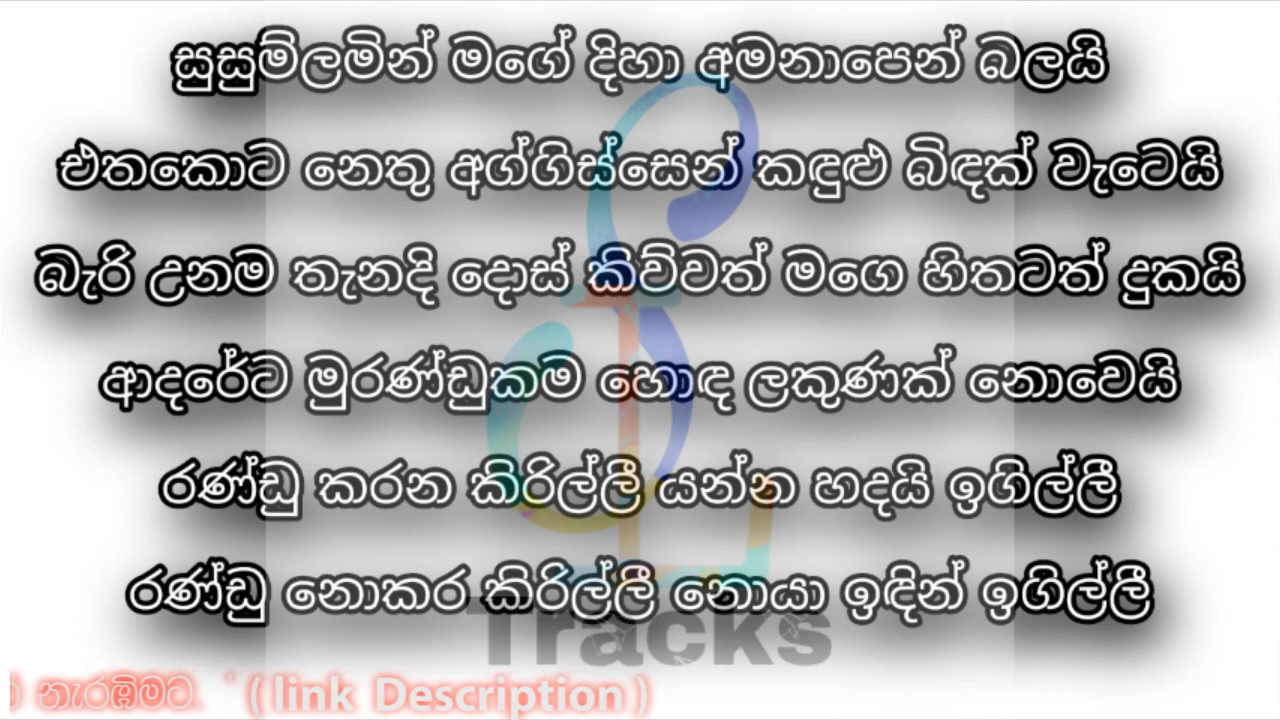 සුසුම්ලමින් මගේ දිහා අමනාපෙන් බලයි
එතකොට නෙතු අග්ගිස්සෙන් කඳුළු බිඳක් වැටෙයි
බැරි උනම තැනදි දොස් කිව්වත් මගෙ හිතටත් දුකයි
ආදරේට මුරණ්ඩුකම හොඳ ලකුණක් නොවෙයි
රණ්ඩු කරන කිරිල්ලී යන්න හදයි ඉගිල්ලී
රණ්ඩු නොකර කිරිල්ලී නොයා ඉඳින් ඉගිල්ලී
Tracks
නැරඹීමට. ' ( link Description )